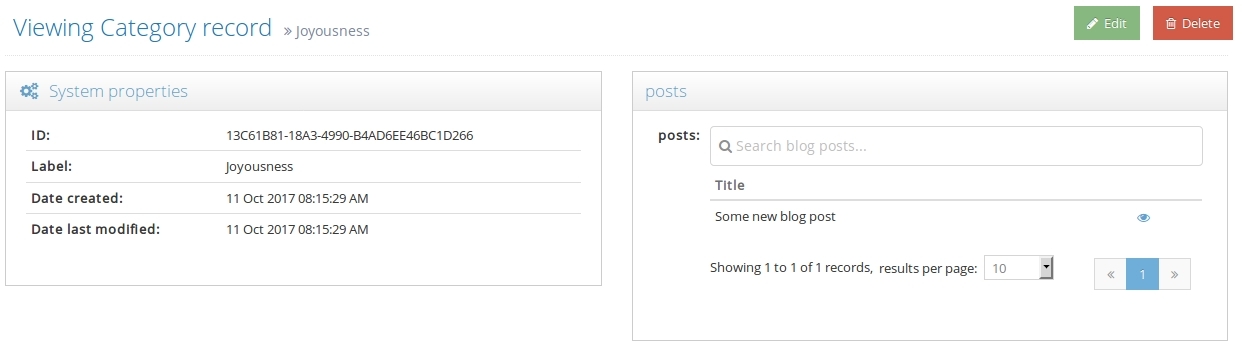 Viewing Category record » Joyousness
Edit
Delete
System properties
ID: 13C61B81-18A3-4990-B4AD6EE46BC1D266
Label: Joyousness
Date created: 11 Oct 2017 08:15:29 AM
Date last modified: 11 Oct 2017 08:15:29 AM
posts
posts: Search blog posts...
Title
Some new blog post
Showing 1 to 1 of 1 records, results per page: 10
« 1 »